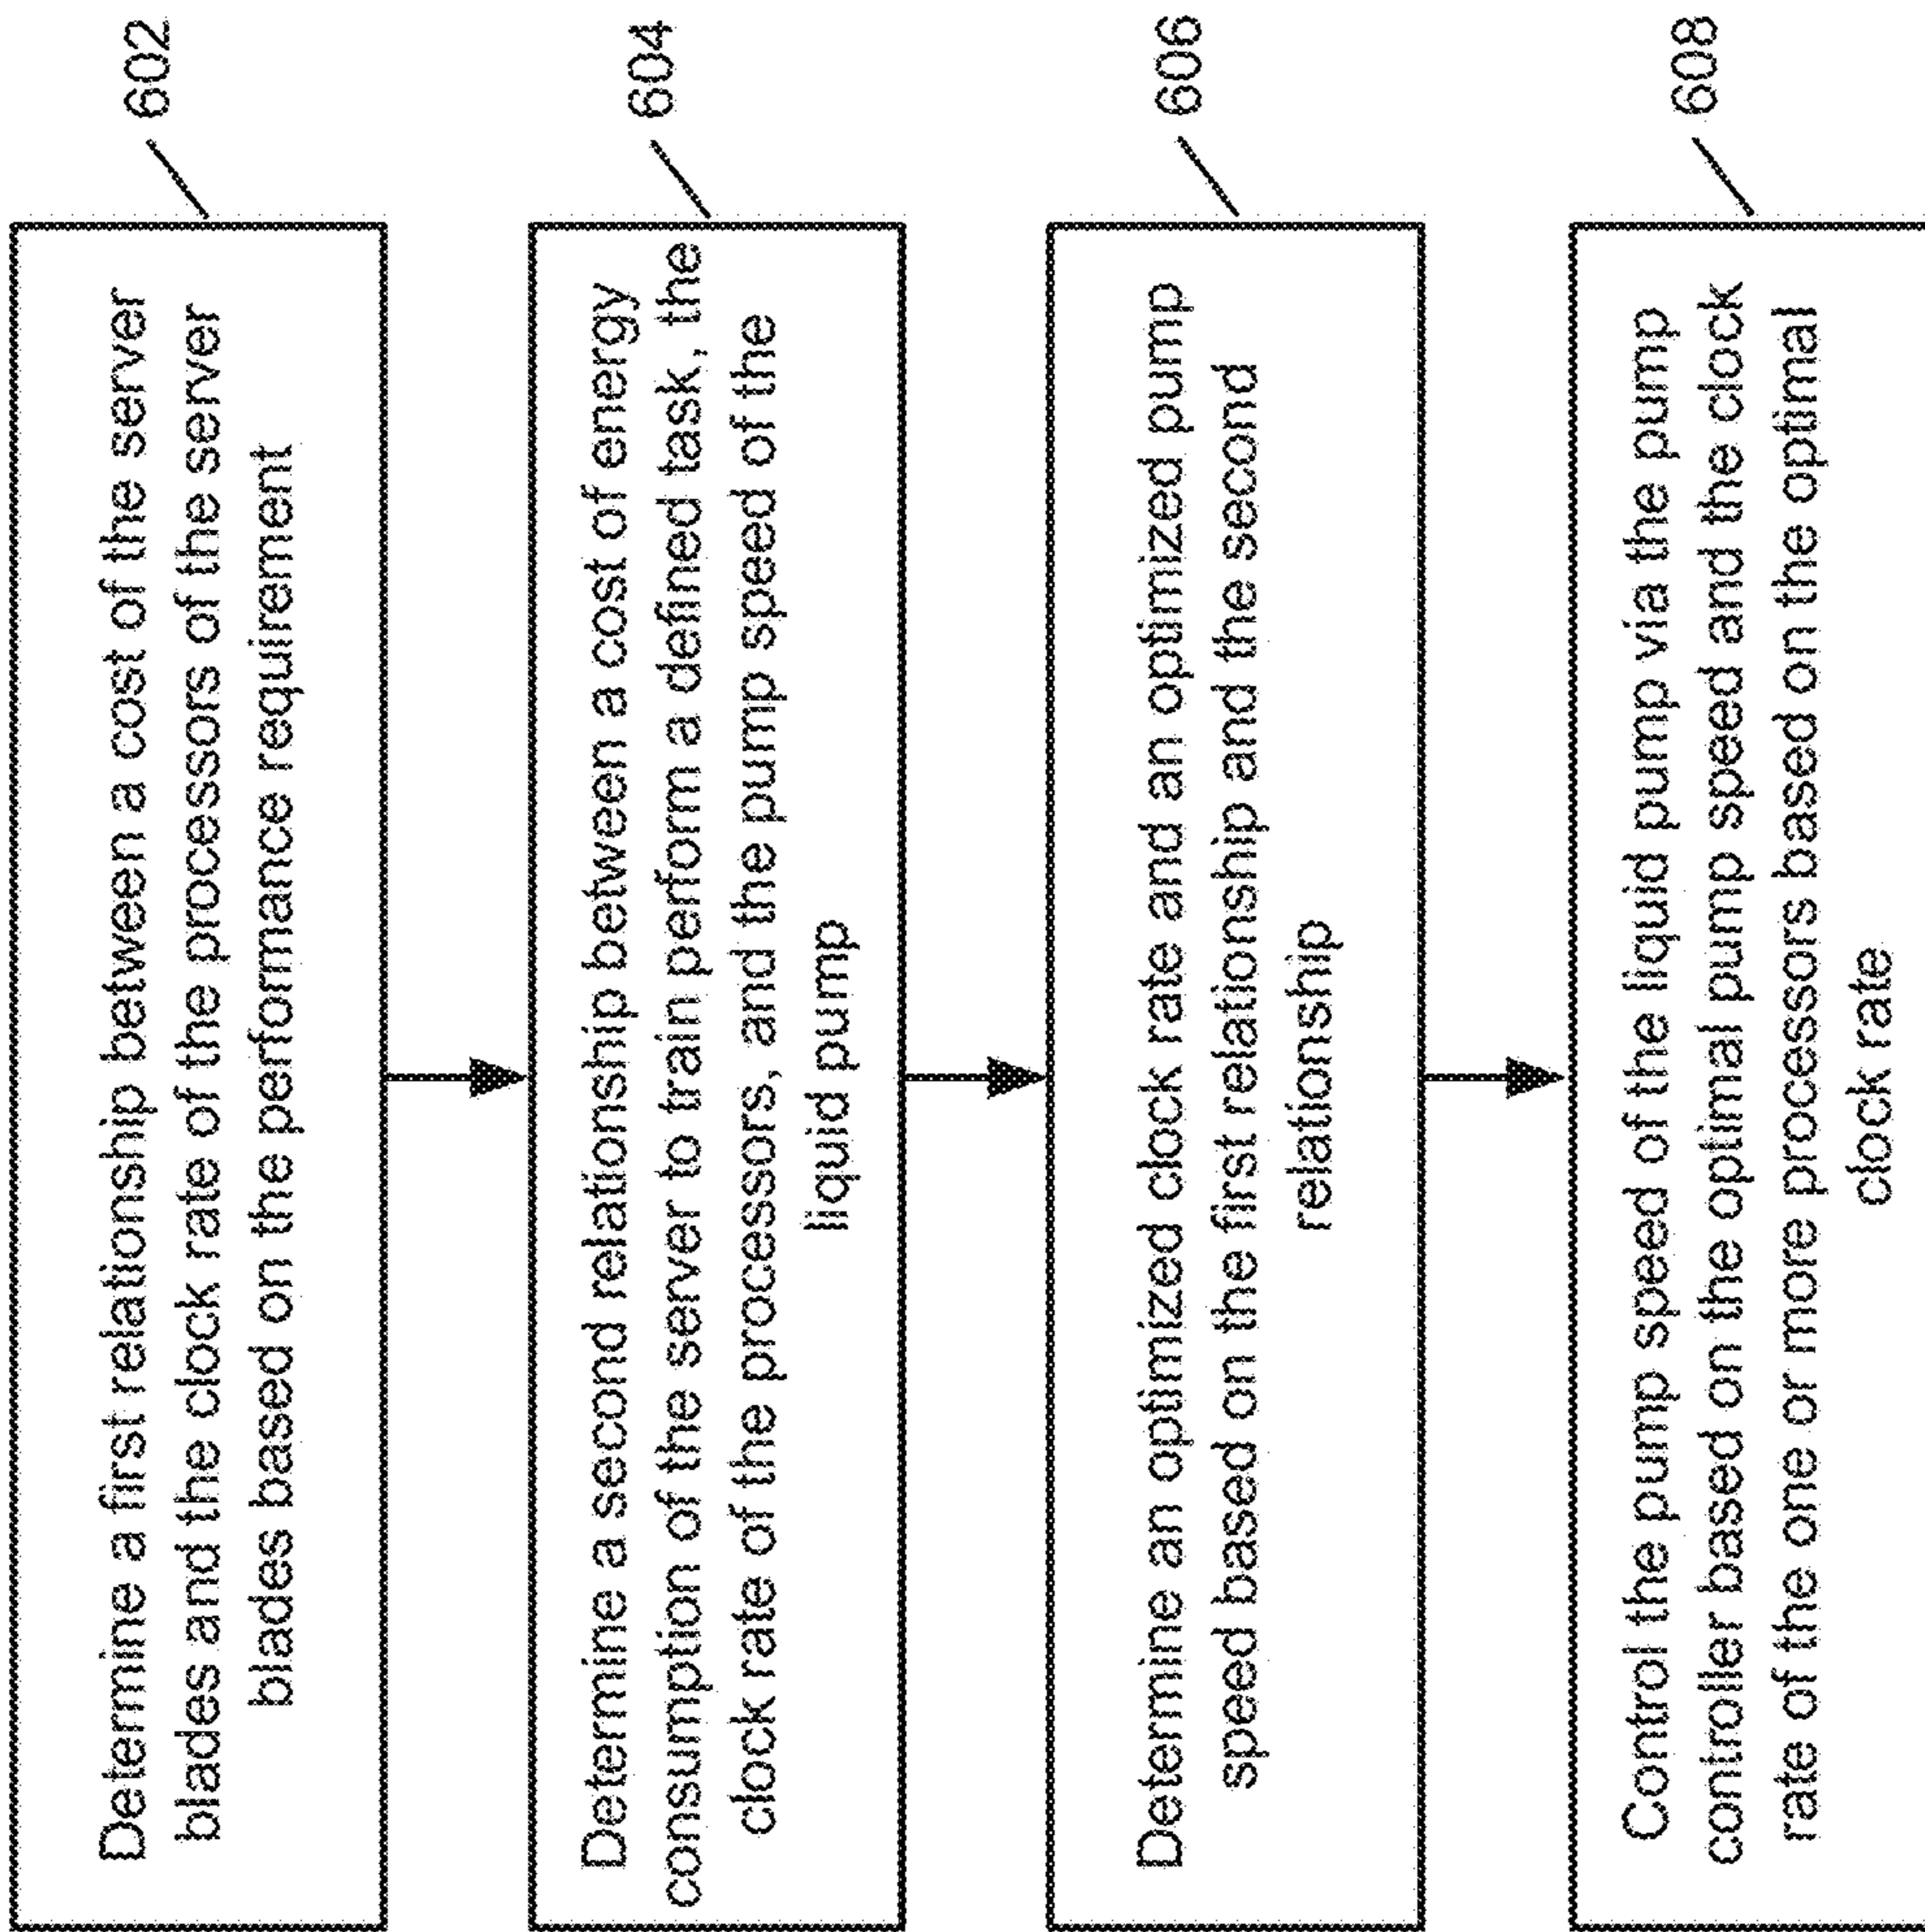 Determine a first relationship between a cost of the server
blades and the clock rate of the processors of the server
blades based on the performance requirement
602
Determine a second relationship between a cost of energy
consumption of the server to train perform a defined task, the
clock rate of the processors, and the pump speed of the
liquid pump
604
Determine an optimized clock rate and an optimized pump
speed based on the first relationship and the second
relationship
606
Control the pump speed of the liquid pump via the pump
controller based on the optimal pump speed and the clock
rate of the one or more processors based on the optimal
clock rate
608